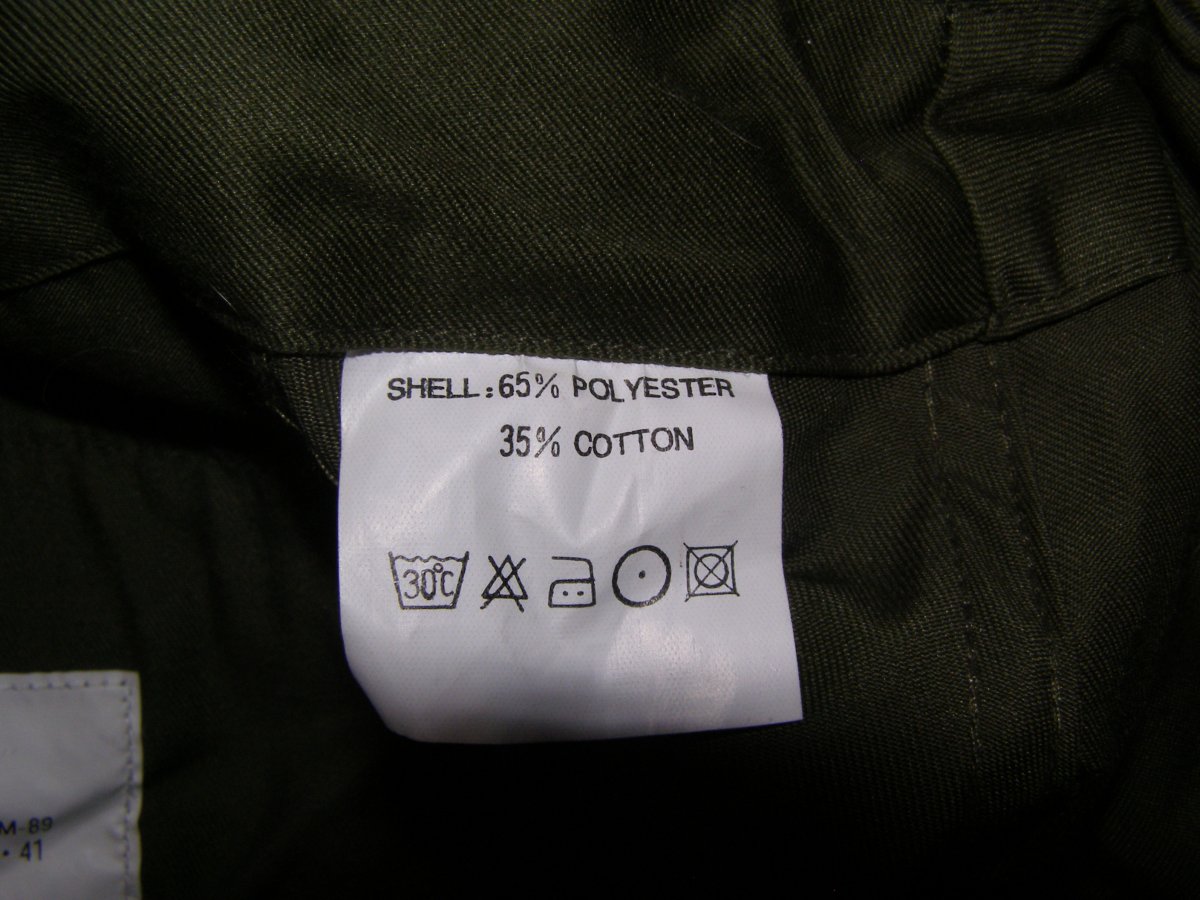 SHELL: 65% POLYESTER
35% COTTON
30°C
M-89
· 41